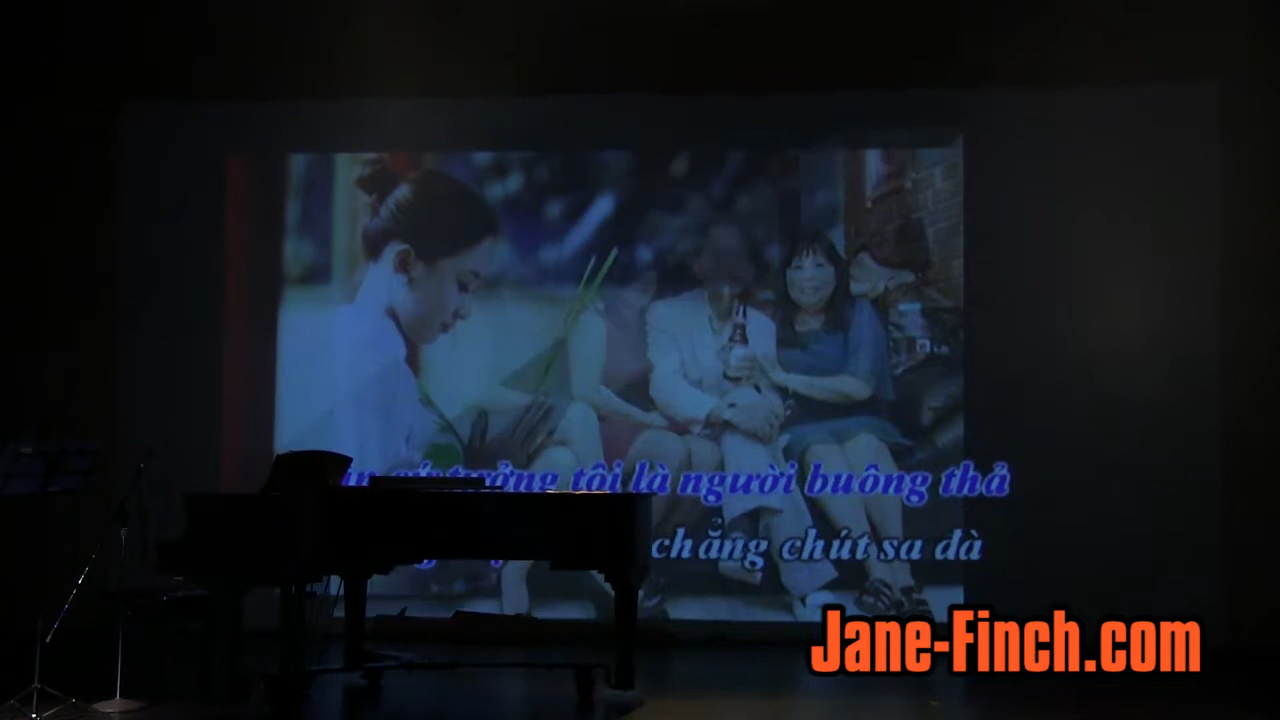 tưởng tôi là người buông thả
chẳng chút sa đà
Jane-Finch.com